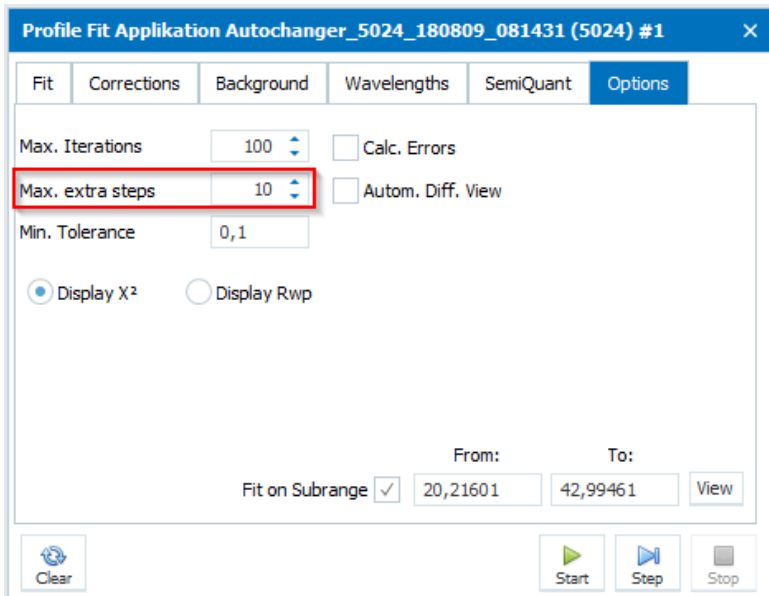 Profile Fit Applikation Autochanger_5024_180809_081431 (5024) #1
Fit Corrections Background Wavelengths SemiQuant Options
Max. Iterations 100 Calc. Errors
Max. extra steps 10 Autom. Diff. View
Min. Tolerance 0,1
Display X² Display Rwp
From: To:
Fit on Subrange 20,21601 42,99461 View
Clear Start Step Stop